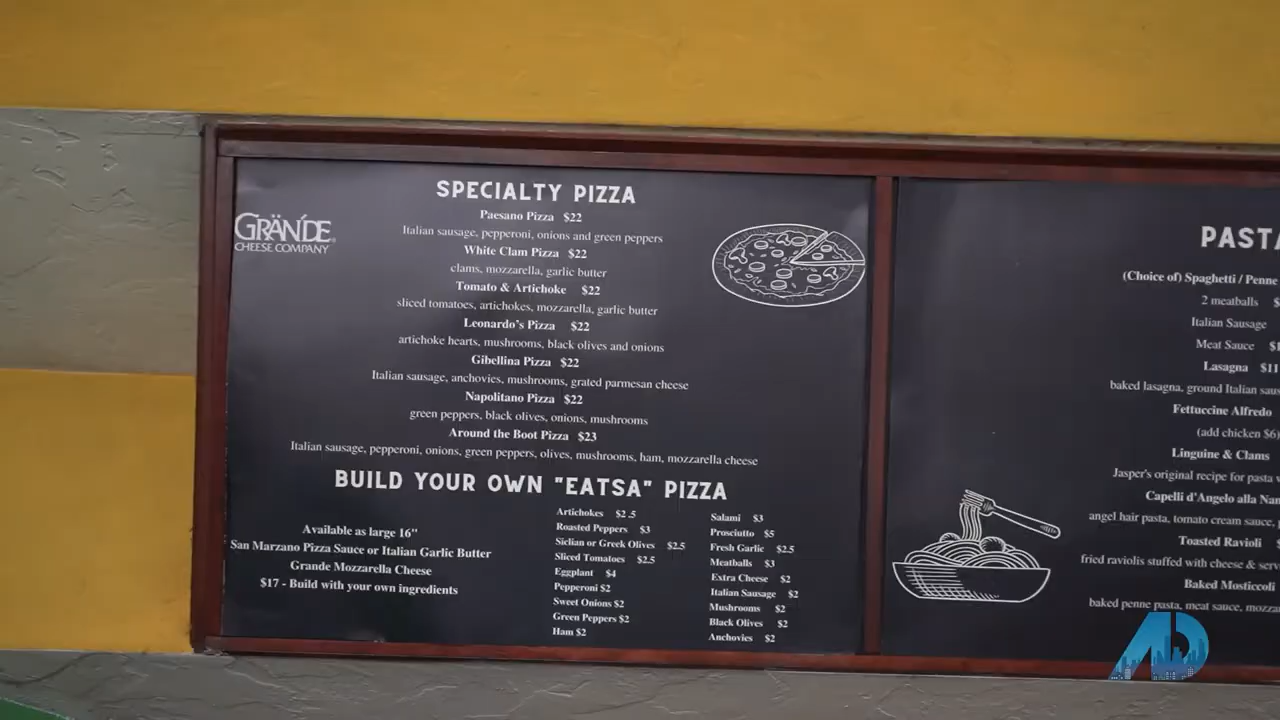 SPECIALTY PIZZA
GRÄNDE
CHEESE COMPANY
Paesano Pizza $22
Italian sausage, pepperoni, onions and green peppers
White Clam Pizza $22
clams, mozzarella, garlic butter
Tomato & Artichoke $22
sliced tomatoes, artichokes, mozzarella, garlic butter
Leonardo's Pizza $22
artichoke hearts, mushrooms, black olives and onions
Gibellina Pizza $22
Italian sausage, anchovies, mushrooms, grated parmesan cheese
Napolitano Pizza $22
green peppers, black olives, onions, mushrooms
Around the Boot Pizza $23
Italian sausage, pepperoni, onions, green peppers, olives, mushrooms, ham, mozzarella cheese
BUILD YOUR OWN "EATSA" PIZZA
Available as large 16"
San Marzano Pizza Sauce or Italian Garlic Butter
Grande Mozzarella Cheese
$17 - Build with your own ingredients
Artichokes $2.5
Roasted Peppers $3
Siclian or Greek Olives $2.5
Sliced Tomatoes $2.5
Eggplant $4
Pepperoni $2
Sweet Onions $2
Green Peppers $2
Ham $2
Salami $3
Prosciutto $5
Fresh Garlic $2.5
Meatballs $3
Extra Cheese $2
Italian Sausage $2
Mushrooms $2
Black Olives $2
Anchovies $2
PASTA
(Choice of) Spaghetti / Penne
2 meatballs
Italian Sausage
Meat Sauce
Lasagna $11
baked lasagna, ground Italian
Fettuccine Alfredo
(add chicken $6)
Linguine & Clams
Jasper's original recipe for pasta
Capelli d'Angelo alla
angel hair pasta, tomato cream sauce,
Toasted Ravioli
fried raviolis stuffed with cheese &
Baked Mosticcoli
baked penne pasta, meat sauce,
AD